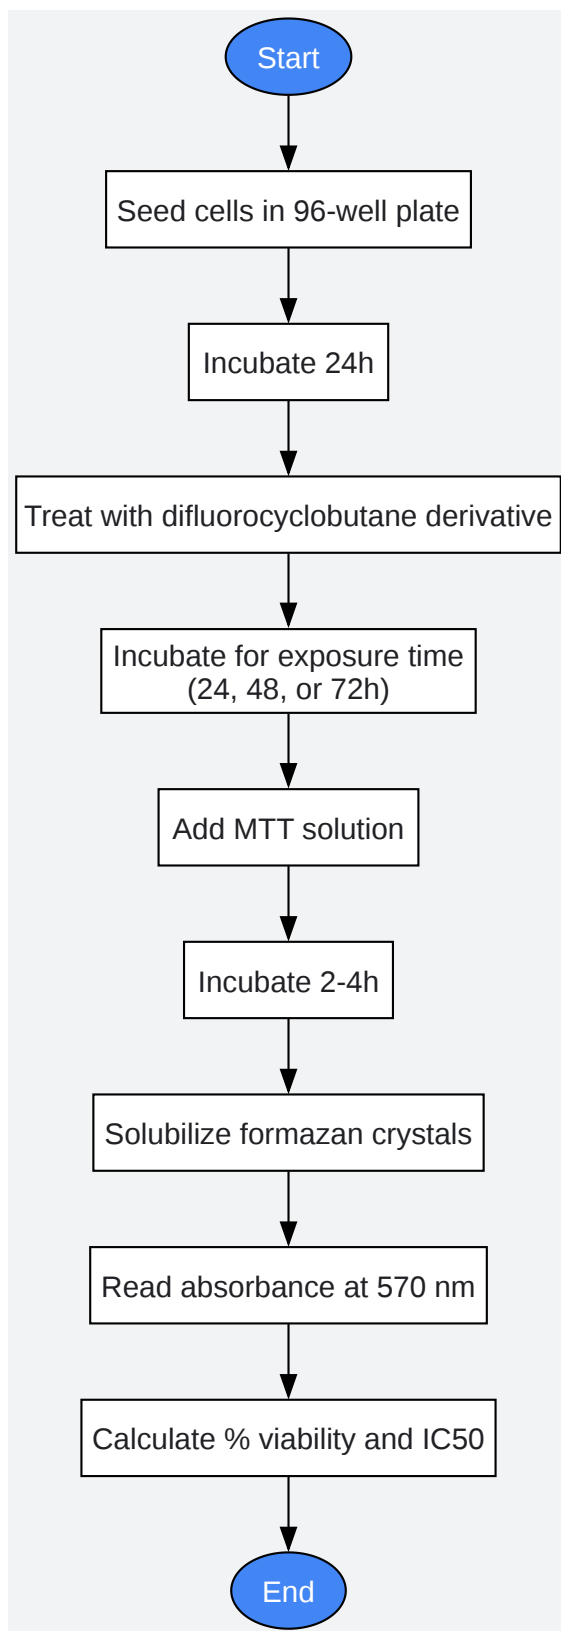 Start
Seed cells in 96-well plate
Incubate 24h
Treat with difluorocyclobutane derivative
Incubate for exposure time
(24, 48, or 72h)
Add MTT solution
Incubate 2-4h
Solubilize formazan crystals
Read absorbance at 570 nm
Calculate % viability and IC50
End